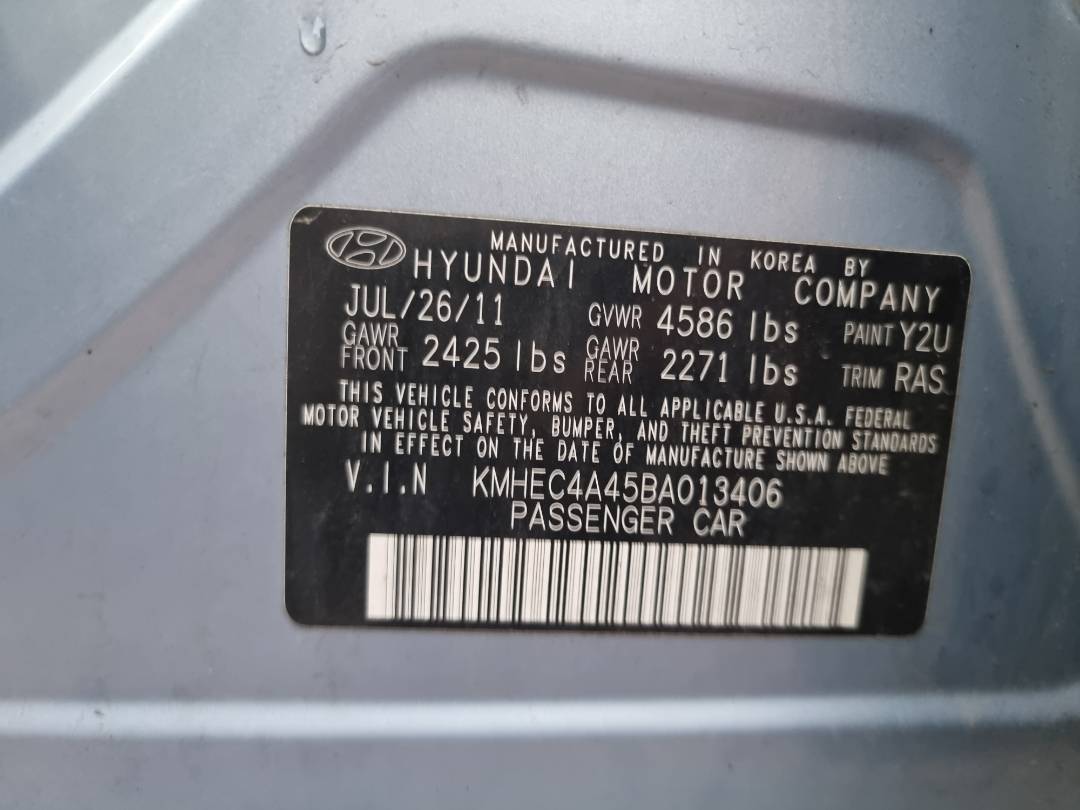 MANUFACTURED IN KOREA BY
HYUNDAI MOTOR COMPANY
JUL/26/11 GVWR 4586 lbs PAINT Y2U
GAWR FRONT 2425 lbs GAWR REAR 2271 lbs TRIM RAS
THIS VEHICLE CONFORMS TO ALL APPLICABLE U.S.A. FEDERAL
MOTOR VEHICLE SAFETY, BUMPER, AND THEFT PREVENTION STANDARDS
IN EFFECT ON THE DATE OF MANUFACTURE SHOWN ABOVE
V.I.N KMHEC4A45BA013406
PASSENGER CAR